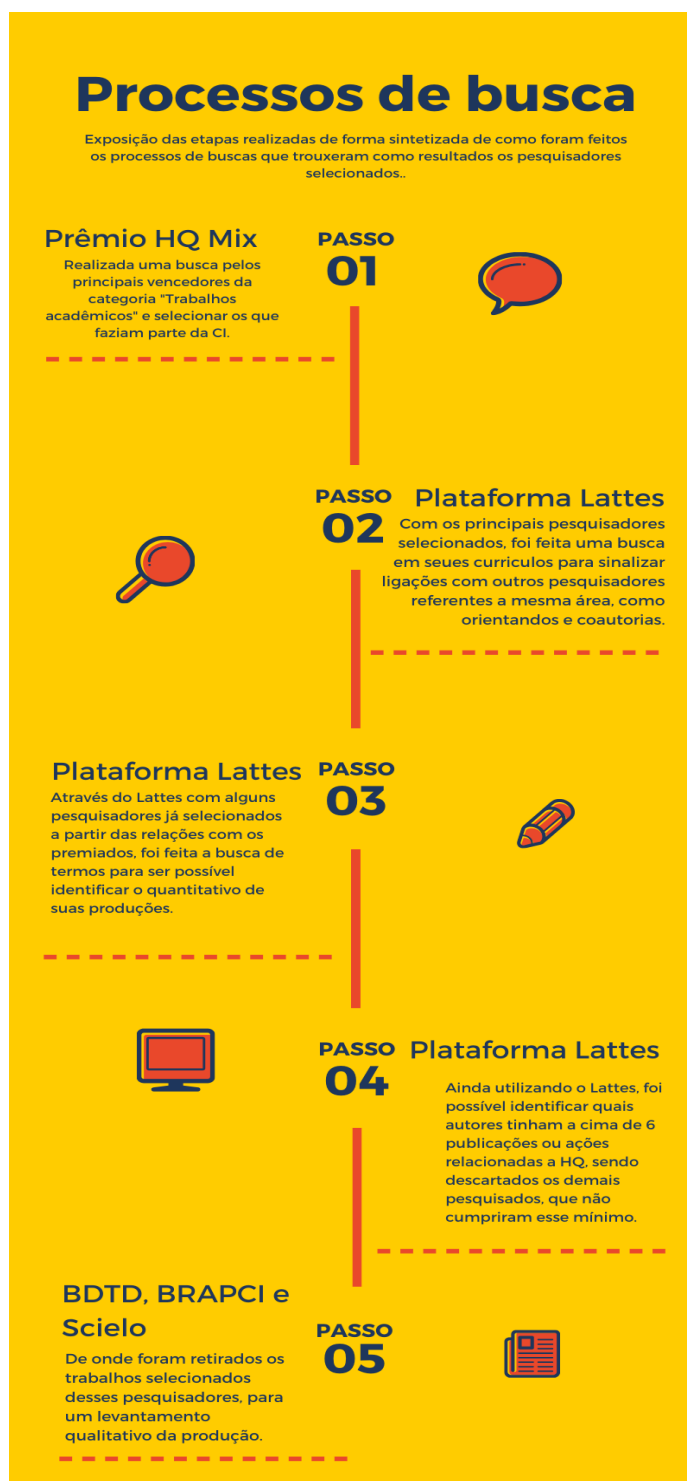 Processos de busca
Exposição das etapas realizadas de forma sintetizada de como foram feitos
os processos de buscas que trouxeram como resultados os pesquisadores
selecionados..
Prêmio HQ Mix
Realizada uma busca pelos
principais vencedores da
categoria "Trabalhos
acadêmicos" e selecionar os que
faziam parte da CI.
PASSO
01
PASSO
02
Plataforma Lattes
Com os principais pesquisadores
selecionados, foi feita uma busca
em seues curriculos para sinalizar
ligações com outros pesquisadores
referentes a mesma área, como
orientandos e coautorias.
Plataforma Lattes
Através do Lattes com alguns
pesquisadores já selecionados
a partir das relações com os
premiados, foi feita a busca de
termos para ser possível
identificar o quantitativo de
suas produções.
PASSO
03
PASSO
04
Plataforma Lattes
Ainda utilizando o Lattes, foi
possível identificar quais
autores tinham a cima de 6
publicações ou ações
relacionadas a HQ, sendo
descartados os demais
pesquisados, que não
cumpriram esse mínimo.
BDTD, BRAPCI e
Scielo
De onde foram retirados os
trabalhos selecionados
desses pesquisadores, para
um levantamento
qualitativo da produção.
PASSO
05